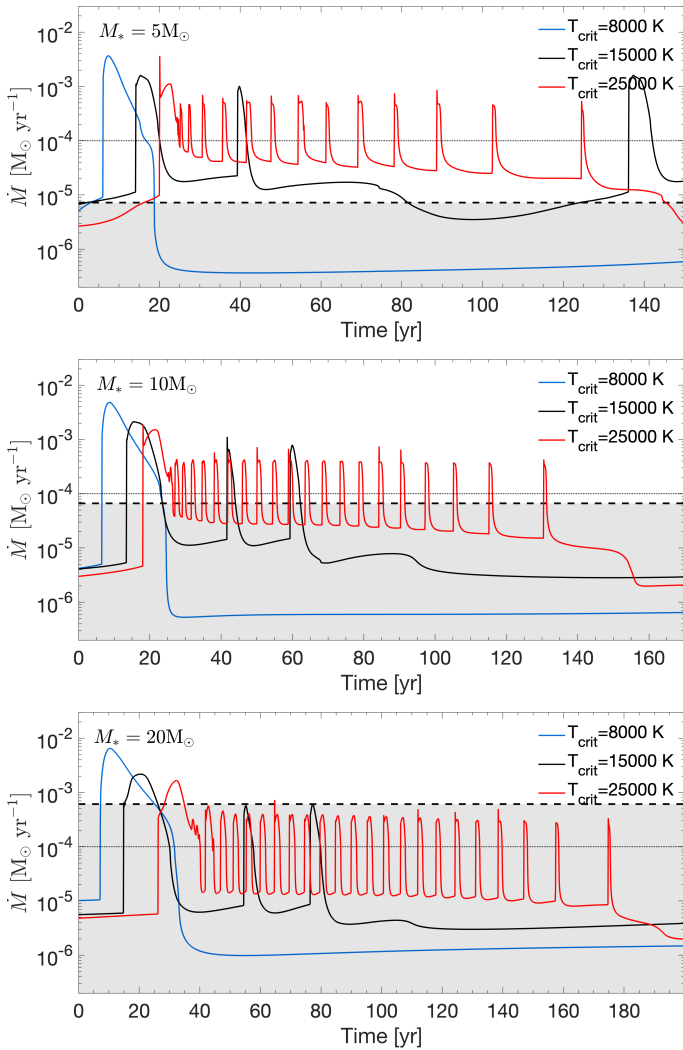 M* = 5M⊙
T_crit=8000 K
T_crit=15000 K
T_crit=25000 K
10⁻²
10⁻³
10⁻⁴
10⁻⁵
10⁻⁶
Ṁ [M⊙ yr⁻¹]
0 20 40 60 80 100 120 140
Time [yr]
M* = 10M⊙
T_crit=8000 K
T_crit=15000 K
T_crit=25000 K
10⁻²
10⁻³
10⁻⁴
10⁻⁵
10⁻⁶
Ṁ [M⊙ yr⁻¹]
0 20 40 60 80 100 120 140 160
Time [yr]
M* = 20M⊙
T_crit=8000 K
T_crit=15000 K
T_crit=25000 K
10⁻²
10⁻³
10⁻⁴
10⁻⁵
10⁻⁶
Ṁ [M⊙ yr⁻¹]
0 20 40 60 80 100 120 140 160 180
Time [yr]